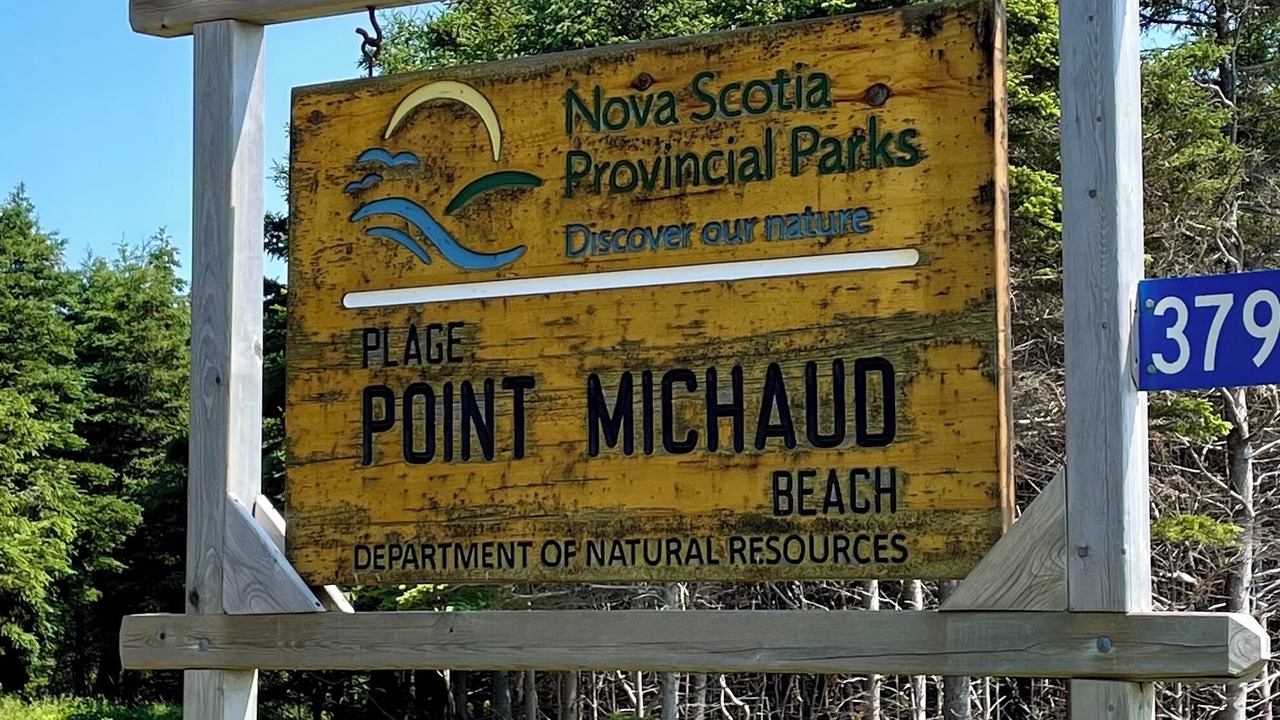 Nova Scotia
Provincial Parks
Discover our nature
PLAGE
POINT MICHAUD
BEACH
DEPARTMENT OF NATURAL RESOURCES
379